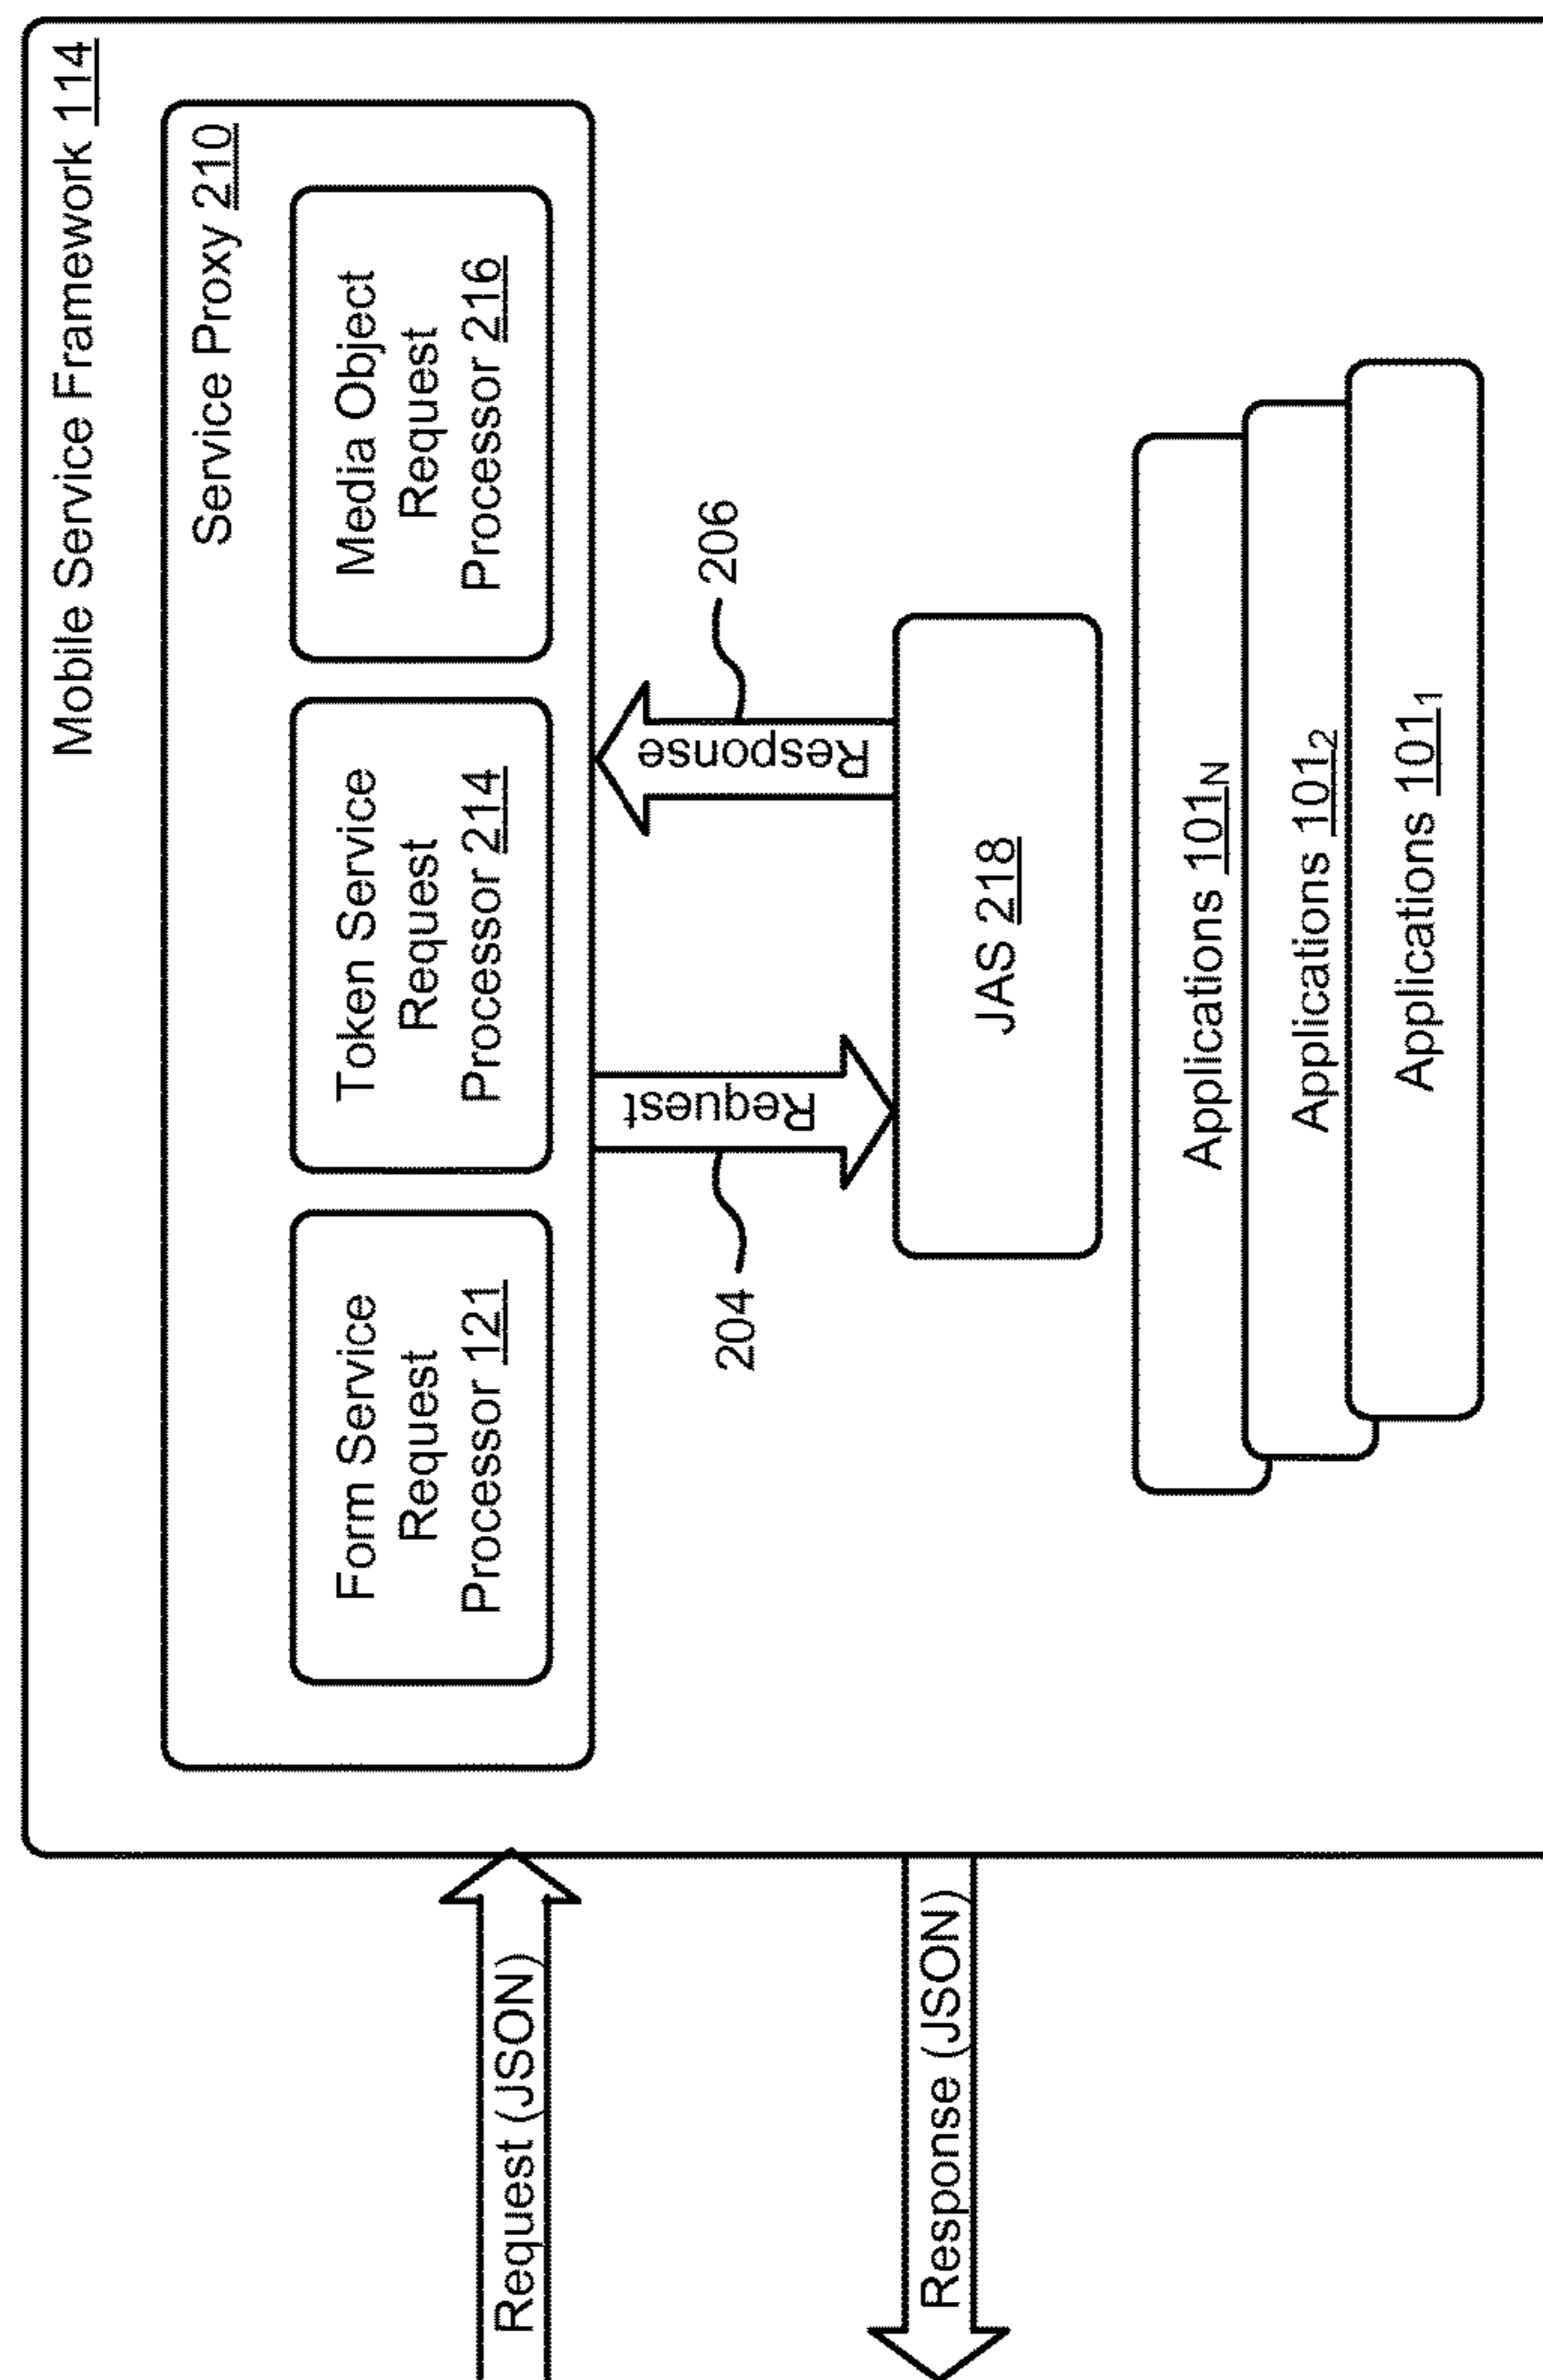 Mobile Service Framework 114
Service Proxy 210
Form Service
Request
Processor 121
Token Service
Request
Processor 214
Media Object
Request
Processor 216
Request (JSON)
204
Request
Response
206
Response (JSON)
JAS 218
Applications 101N
Applications 1012
Applications 1011